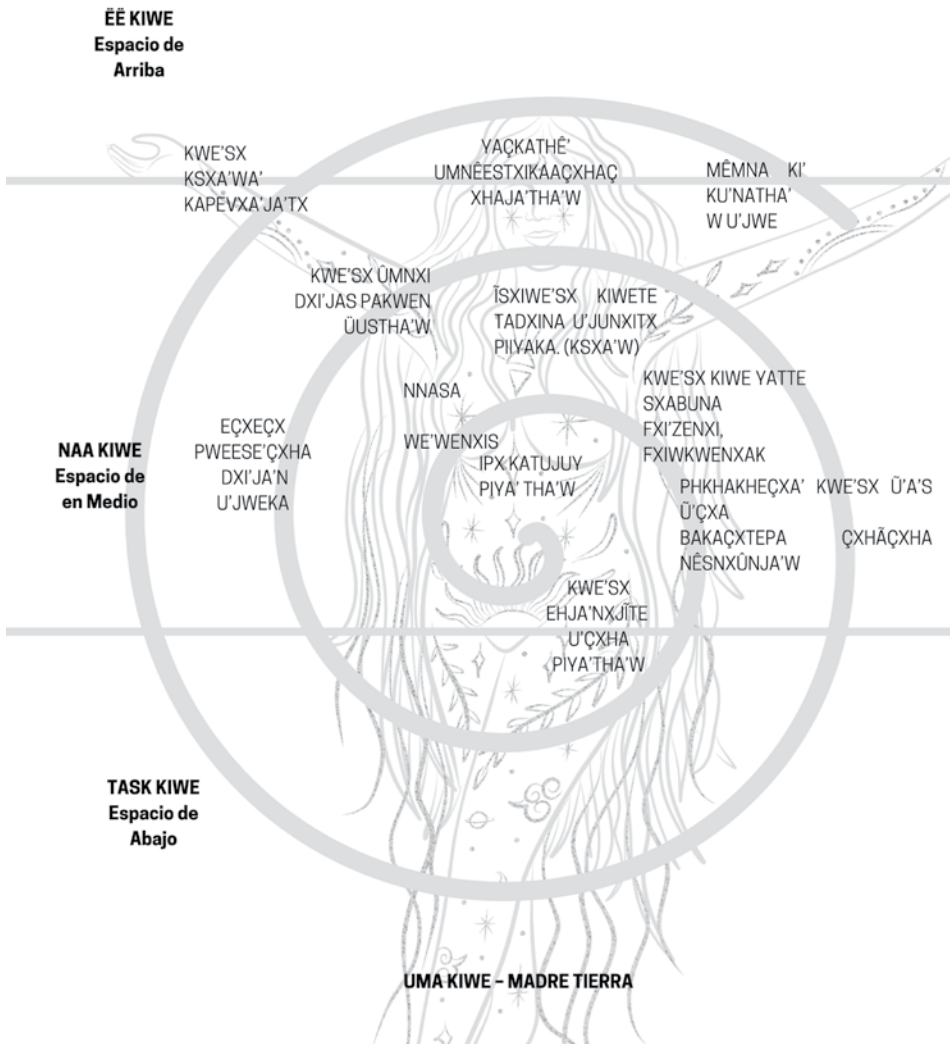 ËË KIWE
Espacio de
Arriba
KWE'SX
KSXA'WA'
KAPEVXA'JA'TX
YAÇKATHÊ'
UMNÊESTXIKAAÇXHAÇ
XHAJA'THA'W
MÊMNA KI'
KU'NATHA'
W U'JWE
KWE'SX ÛMNXI
DXI'JAS PAKWEN
ÜUSTHA'W
ĨSXIWE'SX KIWETE
TADXINA U'JUNXITX
PIIYAKA. (KSXA'W)
NNASA
WE'WENXIS
KWE'SX KIWE YATTE
SXABUNA
FXI'ZENXI,
FXIWKWENXAK
EÇXEÇX
PWEESE'ÇXHA
DXI'JA'N
U'JWEKA
NAA KIWE
Espacio de
en Medio
IPX KATUJUY
PIYA' THA'W
PHKHAKHEÇXA' KWE'SX Ũ'A'S
Ũ'ÇXA
BAKAÇXTEPA ÇXHÃÇXHA
NÊSNXÛNJA'W
KWE'SX
EHJA'NXJĨTE
U'ÇXHA
PIYA'THA'W
TASK KIWE
Espacio de
Abajo
UMA KIWE – MADRE TIERRA